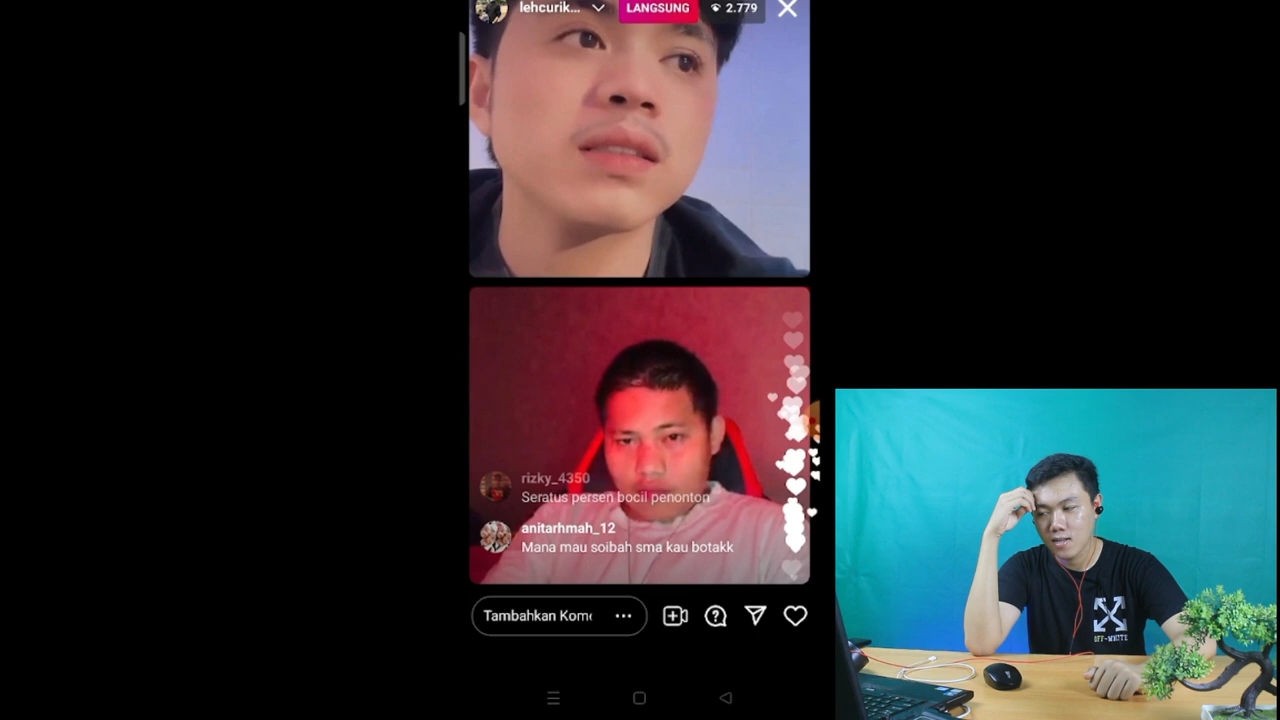 lehcurik...
LANGSUNG
2.779
rizky_4350
Seratus persen bocil penonton
anitarhmah_12
Mana mau soibah sma kau botakk
Tambahkan Kome
OFF-WHITE